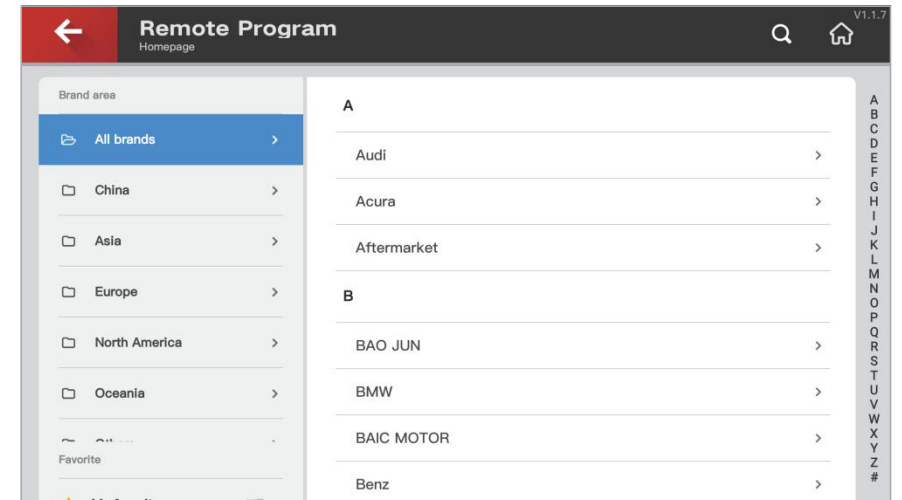 Remote Program
Homepage
V1.1.7
Brand area
All brands
China
Asia
Europe
North America
Oceania
Favorite
A
Audi
Acura
Aftermarket
B
BAO JUN
BMW
BAIC MOTOR
Benz
A
B
C
D
E
F
G
H
I
J
K
L
M
N
O
P
Q
R
S
T
U
V
W
X
Y
Z
#